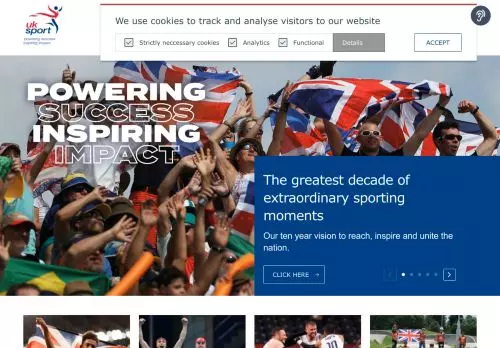 uk
sport
powering success
inspiring impact
We use cookies to track and analyse visitors to our website
Strictly neccessary cookies
Analytics
Functional
Details
ACCEPT
POWERING
SUCCESS
INSPIRING
IMPACT
The greatest decade of
extraordinary sporting
moments
Our ten year vision to reach, inspire and unite the
nation.
CLICK HERE